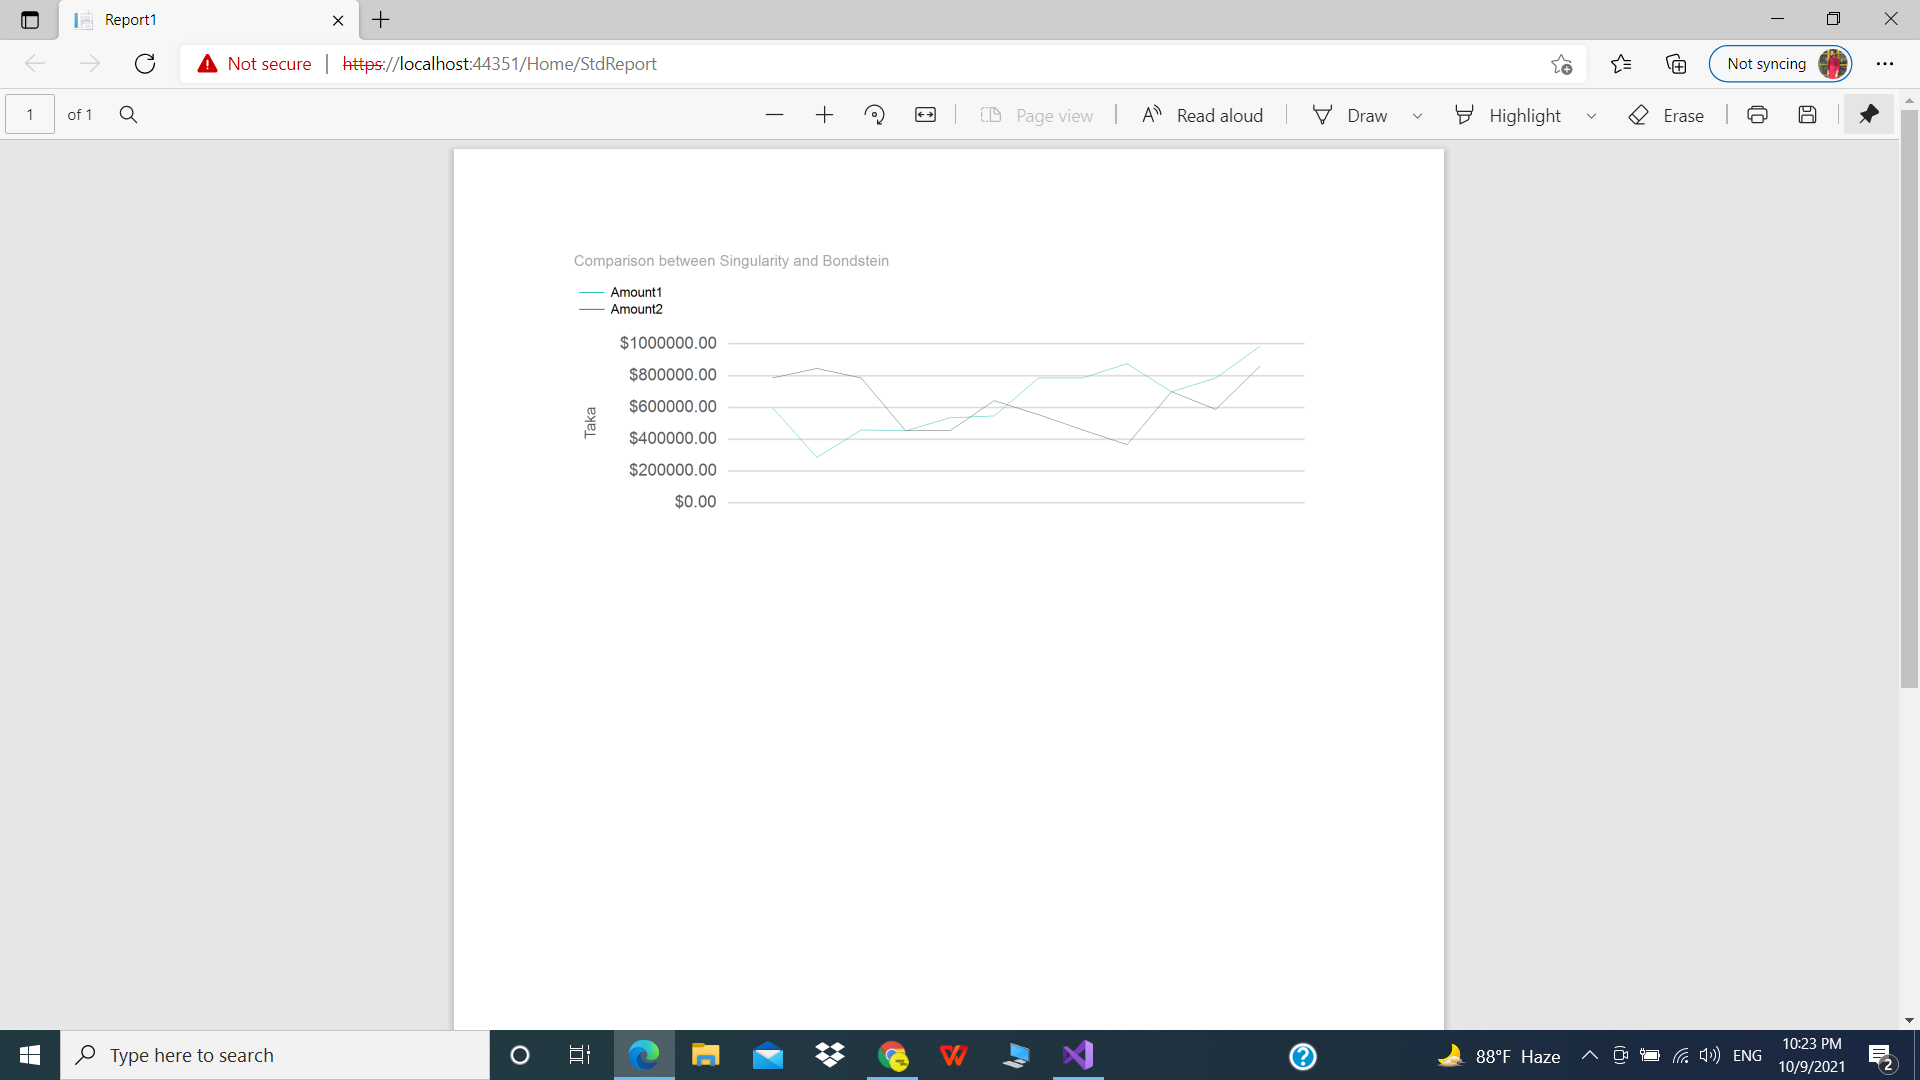 Report1
Not secure
https://localhost:44351/Home/StdReport
Not syncing
1 of 1
Page view
Read aloud
Draw
Highlight
Erase
Comparison between Singularity and Bondstein
Amount1
Amount2
$1000000.00
$800000.00
$600000.00
$400000.00
$200000.00
$0.00
Taka
Type here to search
88°F Haze
ENG
10:23 PM
10/9/2021
2